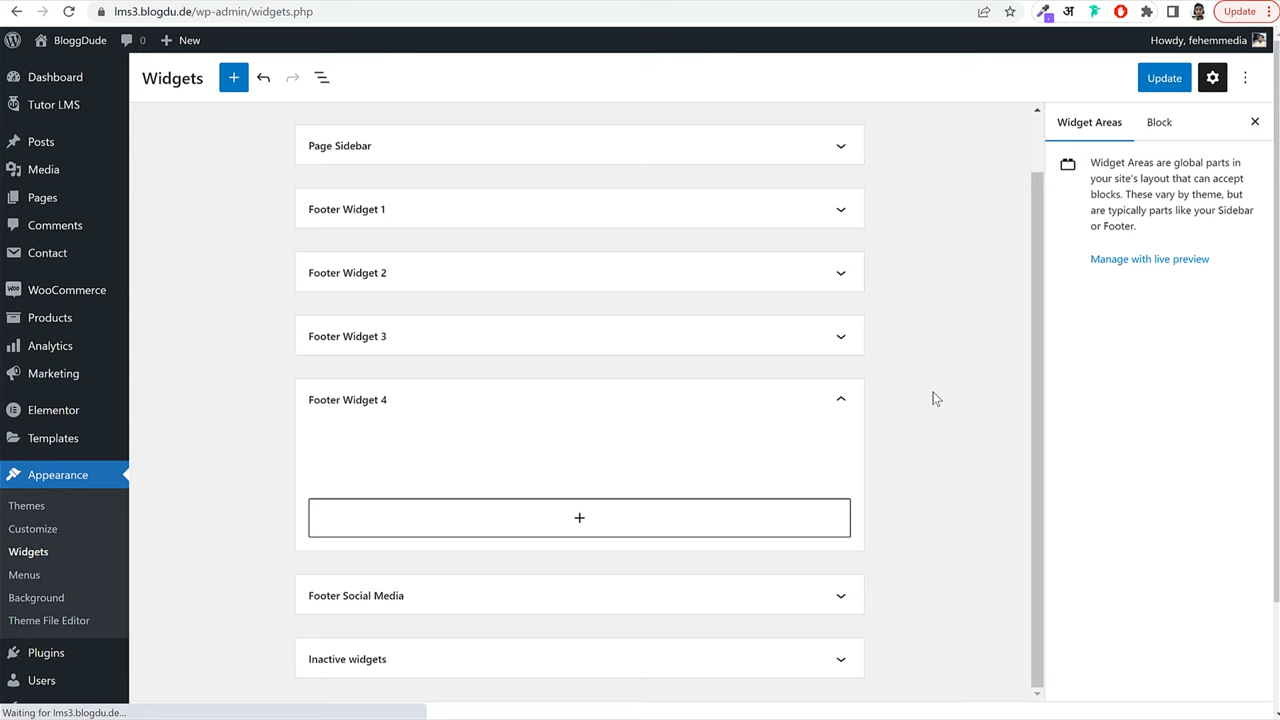 lms3.blogdu.de/wp-admin/widgets.php
Update
BloggDude
0
New
Howdy, fehemmedia
Dashboard
Tutor LMS
Posts
Media
Pages
Comments
Contact
WooCommerce
Products
Analytics
Marketing
Elementor
Templates
Appearance
Themes
Customize
Widgets
Menus
Background
Theme File Editor
Plugins
Users
Widgets
Update
Page Sidebar
Footer Widget 1
Footer Widget 2
Footer Widget 3
Footer Widget 4
Footer Social Media
Inactive widgets
Widget Areas
Block
Widget Areas are global parts in
your site's layout that can accept
blocks. These vary by theme, but
are typically parts like your Sidebar
or Footer.
Manage with live preview
Waiting for lms3.blogdu.de...